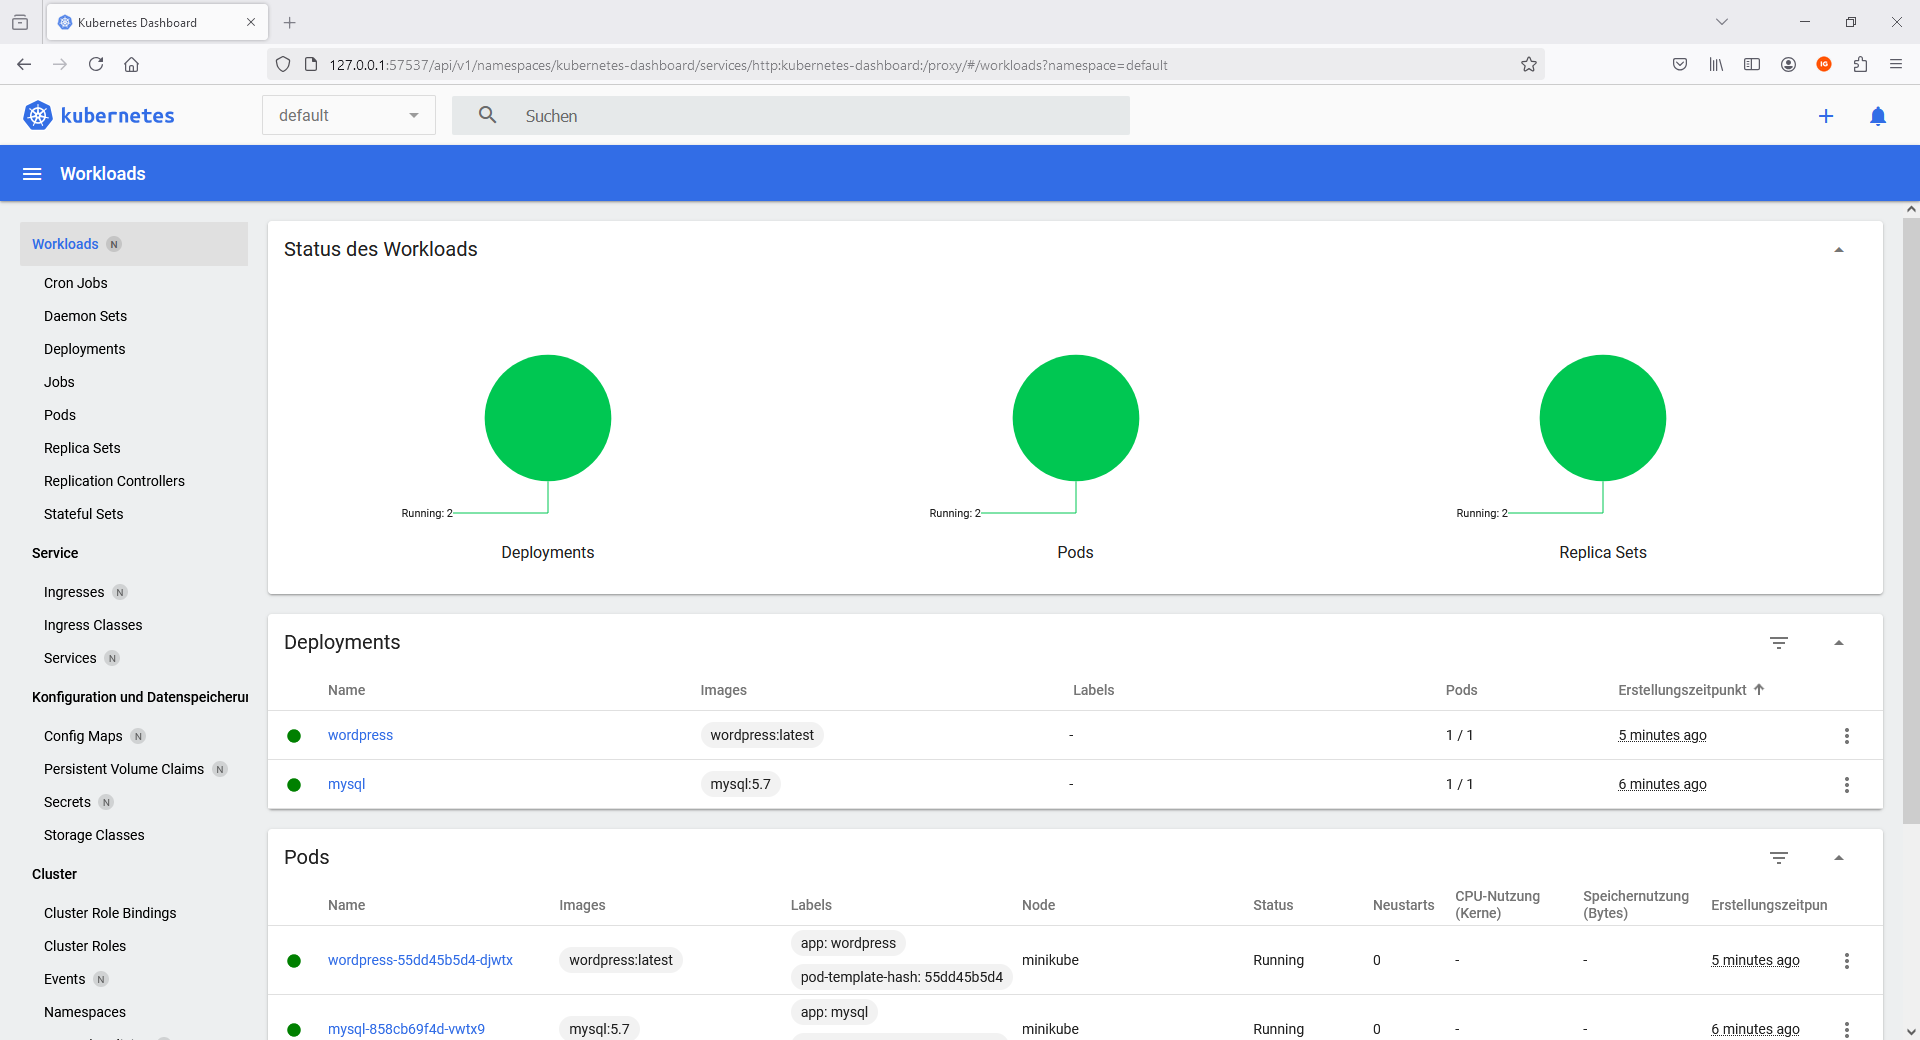 Kubernetes Dashboard
127.0.0.1:57537/api/v1/namespaces/kubernetes-dashboard/services/http:kubernetes-dashboard:/proxy/#/workloads?namespace=default
IG
kubernetes
default
Suchen
Workloads
Workloads N
Cron Jobs
Daemon Sets
Deployments
Jobs
Pods
Replica Sets
Replication Controllers
Stateful Sets
Service
Ingresses N
Ingress Classes
Services N
Konfiguration und Datenspeicheru
Config Maps N
Persistent Volume Claims N
Secrets N
Storage Classes
Cluster
Cluster Role Bindings
Cluster Roles
Events N
Namespaces
Status des Workloads
Running: 2
Running: 2
Running: 2
Deployments
Pods
Replica Sets
Deployments
Name Images Labels Pods Erstellungszeitpunkt
wordpress wordpress:latest - 1 / 1 5 minutes ago
mysql mysql:5.7 - 1 / 1 6 minutes ago
Pods
Name Images Labels Node Status Neustarts CPU-Nutzung (Kerne) Speichernutzung (Bytes) Erstellungszeitpun
wordpress-55dd45b5d4-djwtx wordpress:latest app: wordpress pod-template-hash: 55dd45b5d4 minikube Running 0 - - 5 minutes ago
mysql-858cb69f4d-vwtx9 mysql:5.7 app: mysql minikube Running 0 - - 6 minutes ago